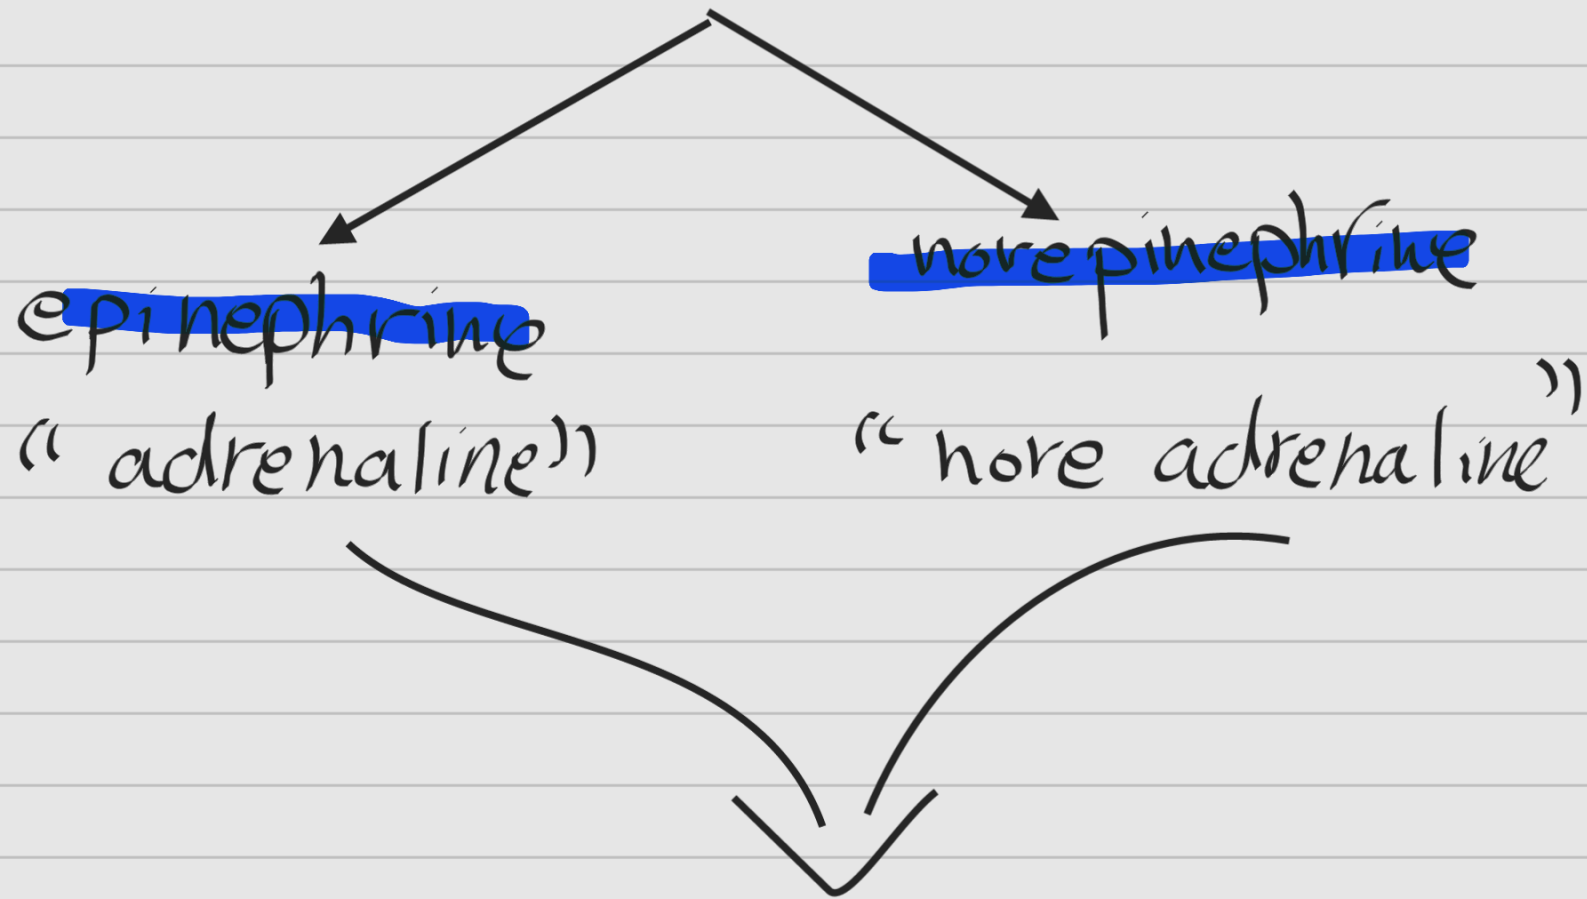 epinephrine
norepinephrine
“ adrenaline”
“ nore adrenaline”